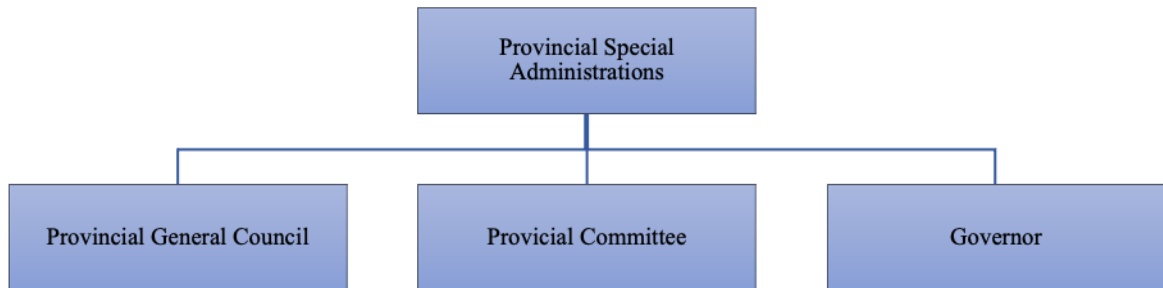 Provincial Special
Administrations
Provincial General Council
Provicial Committee
Governor